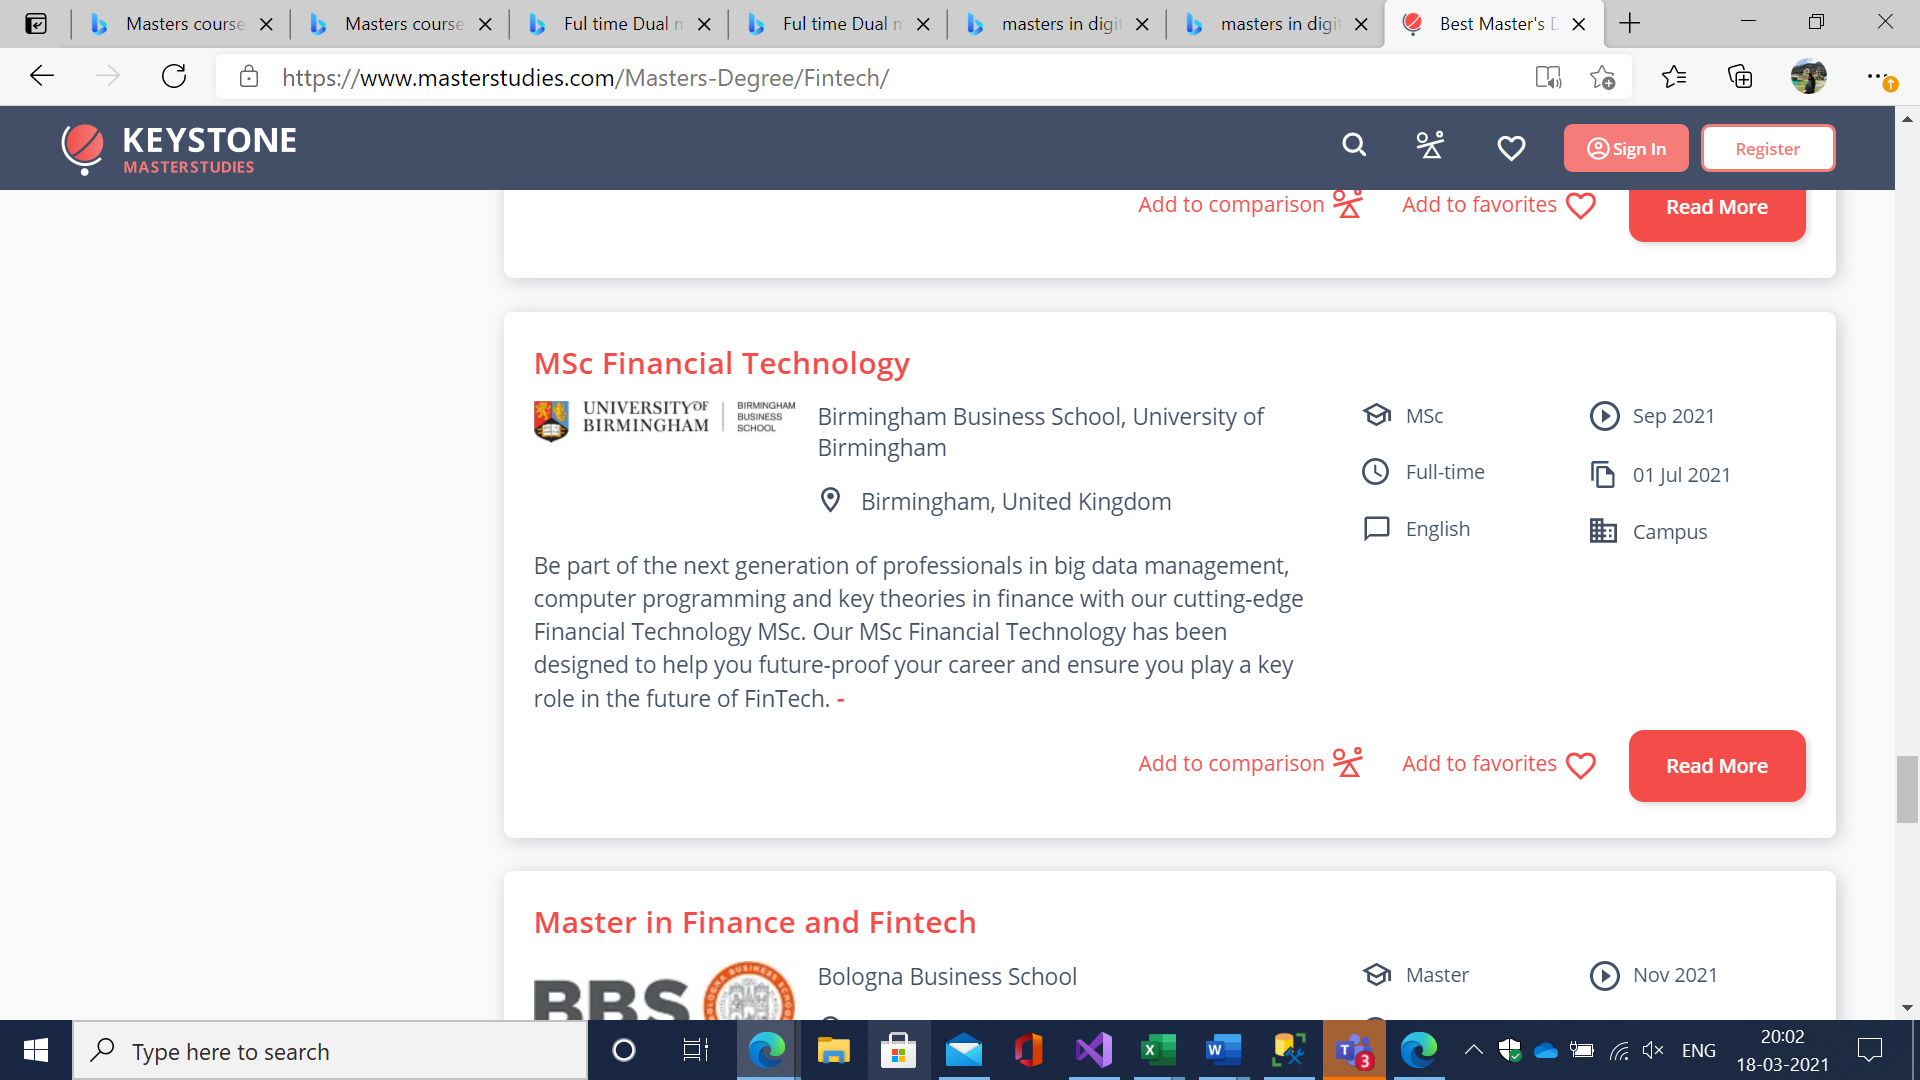 Masters course
Masters course
Ful time Dual m
Ful time Dual m
masters in digit
masters in digit
Best Master's D
https://www.masterstudies.com/Masters-Degree/Fintech/
KEYSTONE
MASTERSTUDIES
Sign In
Register
Add to comparison
Add to favorites
Read More
MSc Financial Technology
UNIVERSITY OF
BIRMINGHAM
BIRMINGHAM
BUSINESS
SCHOOL
Birmingham Business School, University of
Birmingham
Birmingham, United Kingdom
MSc
Sep 2021
Full-time
01 Jul 2021
English
Campus
Be part of the next generation of professionals in big data management,
computer programming and key theories in finance with our cutting-edge
Financial Technology MSc. Our MSc Financial Technology has been
designed to help you future-proof your career and ensure you play a key
role in the future of FinTech. -
Add to comparison
Add to favorites
Read More
Master in Finance and Fintech
BBS
Bologna Business School
Master
Nov 2021
Type here to search
3
ENG
20:02
18-03-2021